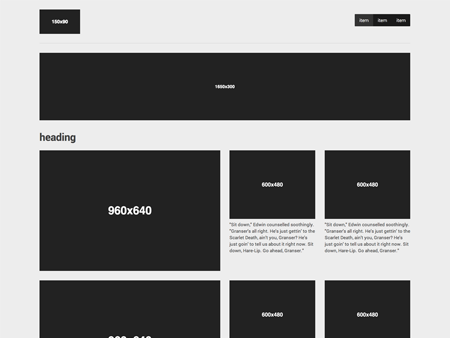 150x90
item item item
1600x300
heading
960x640
600x480
600x480
"Sit down," Edwin counselled soothingly.
"Granser's all right. He's just gettin' to the
Scarlet Death, ain't you, Granser? He's
just goin' to tell us about it right now. Sit
down, Hare-Lip. Go ahead, Granser."
"Sit down," Edwin counselled soothingly.
"Granser's all right. He's just gettin' to the
Scarlet Death, ain't you, Granser? He's
just goin' to tell us about it right now. Sit
down, Hare-Lip. Go ahead, Granser."
600x480
600x480
960x640